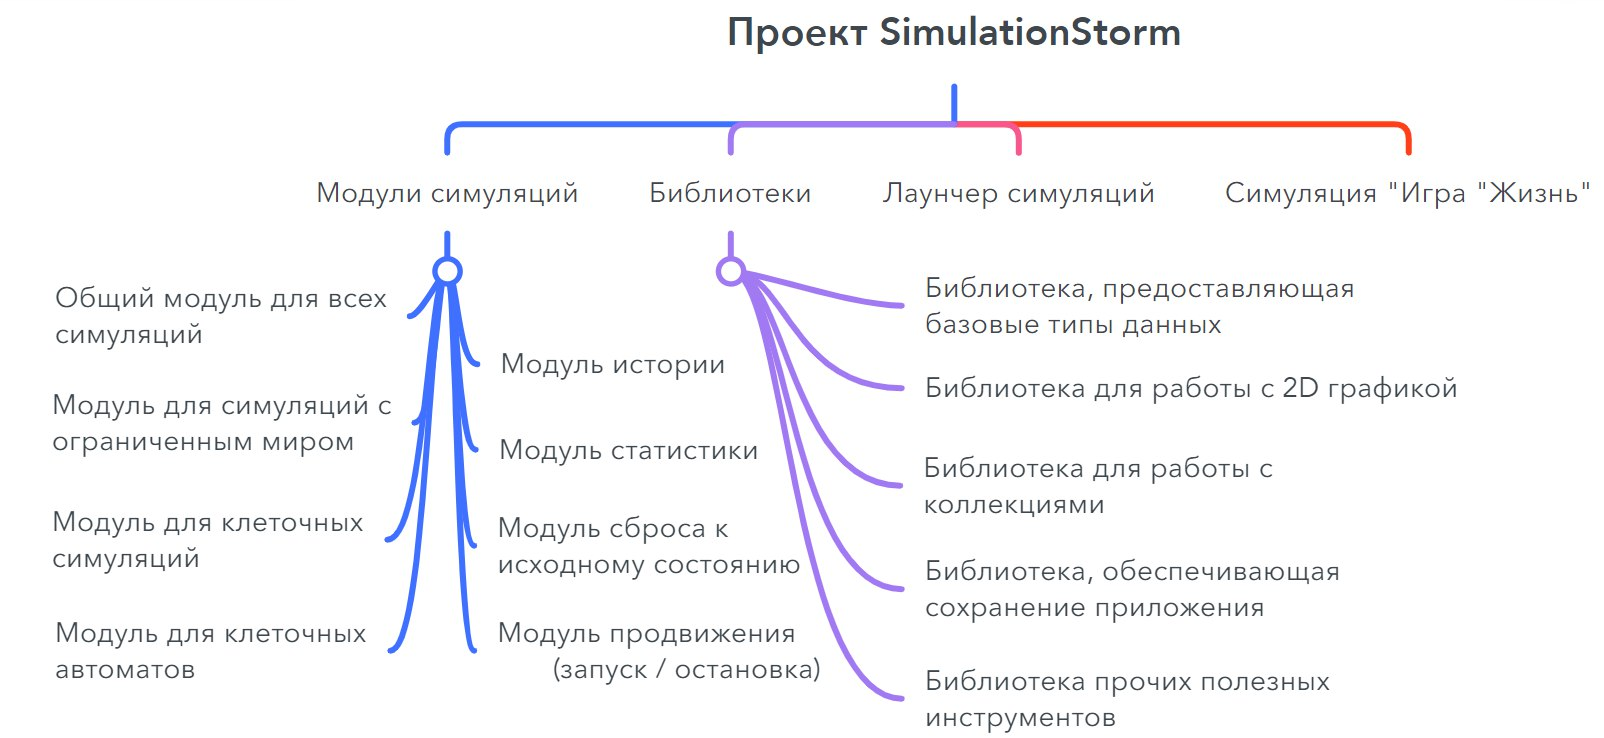 Проект SimulationStorm
Модули симуляций
Библиотеки
Лаунчер симуляций
Симуляция "Игра "Жизнь"
Общий модуль для всех
симуляций
Модуль для симуляций с
ограниченным миром
Модуль для клеточных
симуляций
Модуль для клеточных
автоматов
Модуль истории
Модуль статистики
Модуль сброса к
исходному состоянию
Модуль продвижения
(запуск / остановка)
Библиотека, предоставляющая
базовые типы данных
Библиотека для работы с 2D графикой
Библиотека для работы с
коллекциями
Библиотека, обеспечивающая
сохранение приложения
Библиотека прочих полезных
инструментов